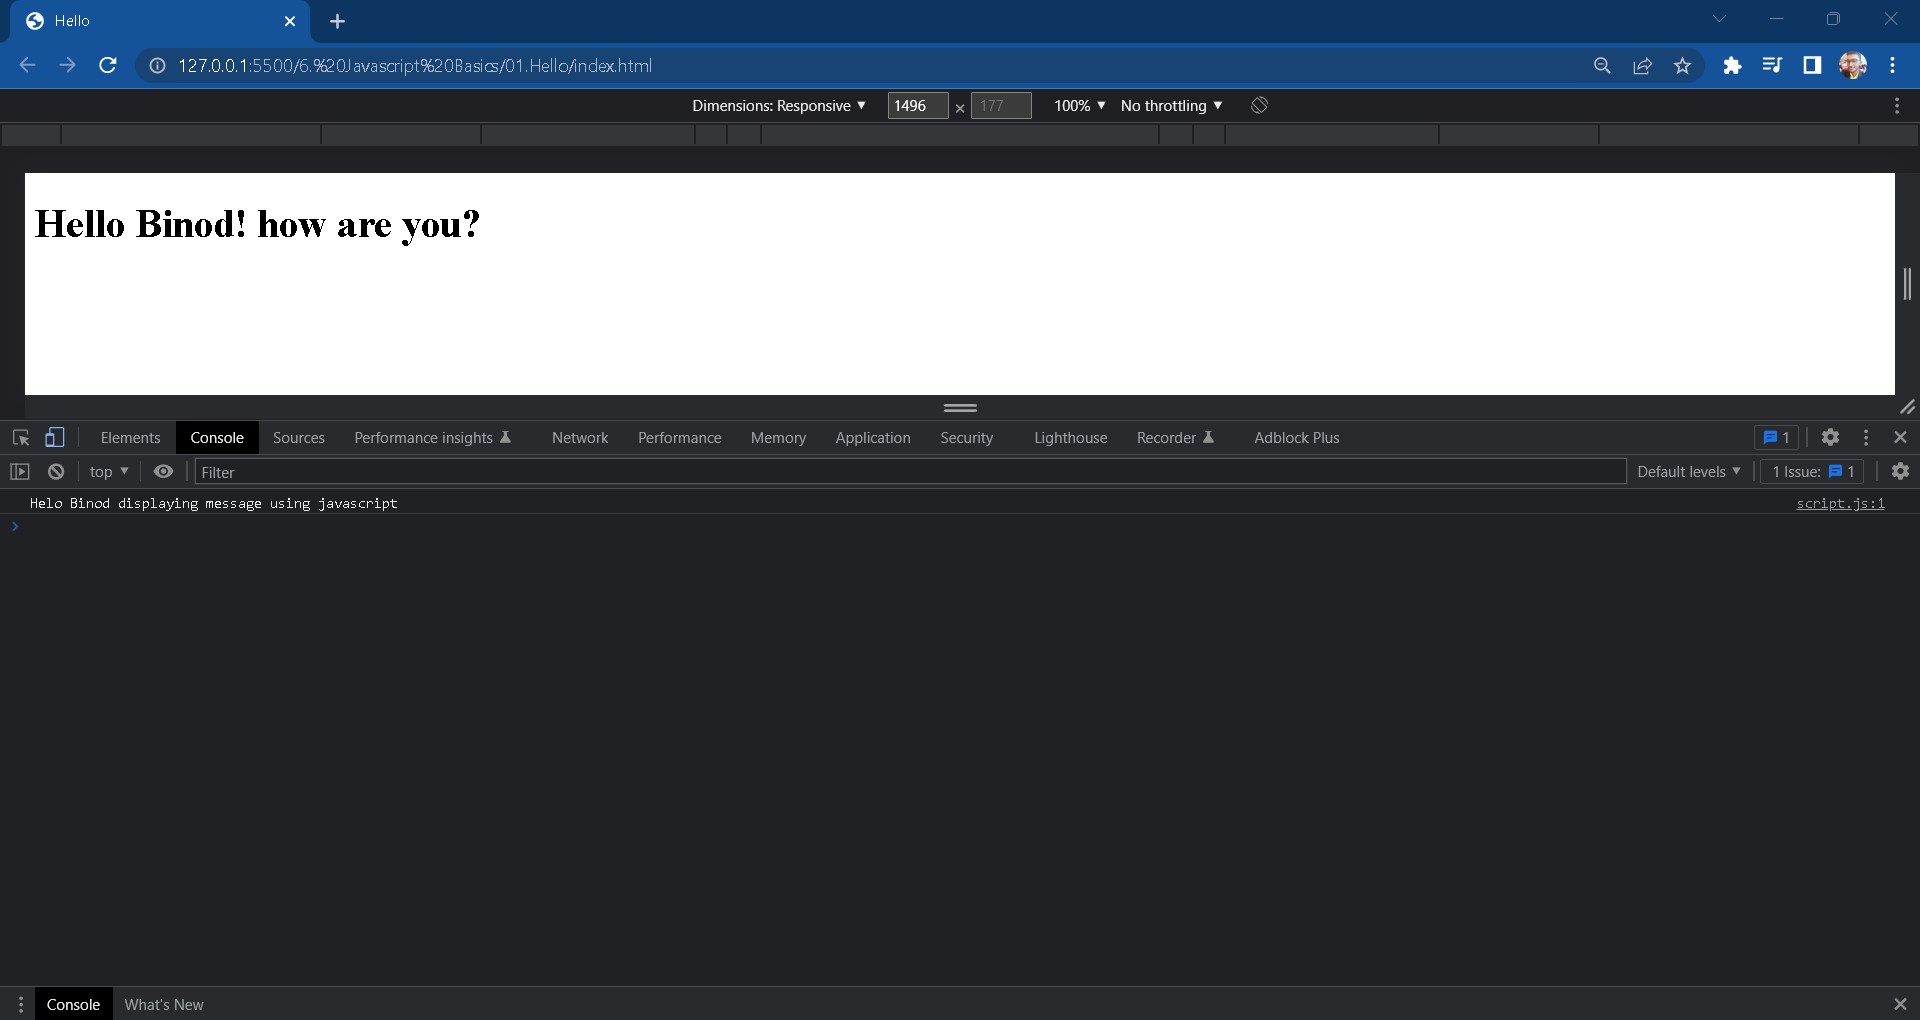 Hello
127.0.0.1:5500/6.%20Javascript%20Basics/01.Hello/index.html
Dimensions: Responsive ▼ 1496 × 177 100% ▼ No throttling ▼
Hello Binod! how are you?
Elements Console Sources Performance insights Network Performance Memory Application Security Lighthouse Recorder Adblock Plus 1
top ▼ Filter Default levels ▼ 1 Issue: 1
Helo Binod displaying message using javascript script.js:1
Console What's New